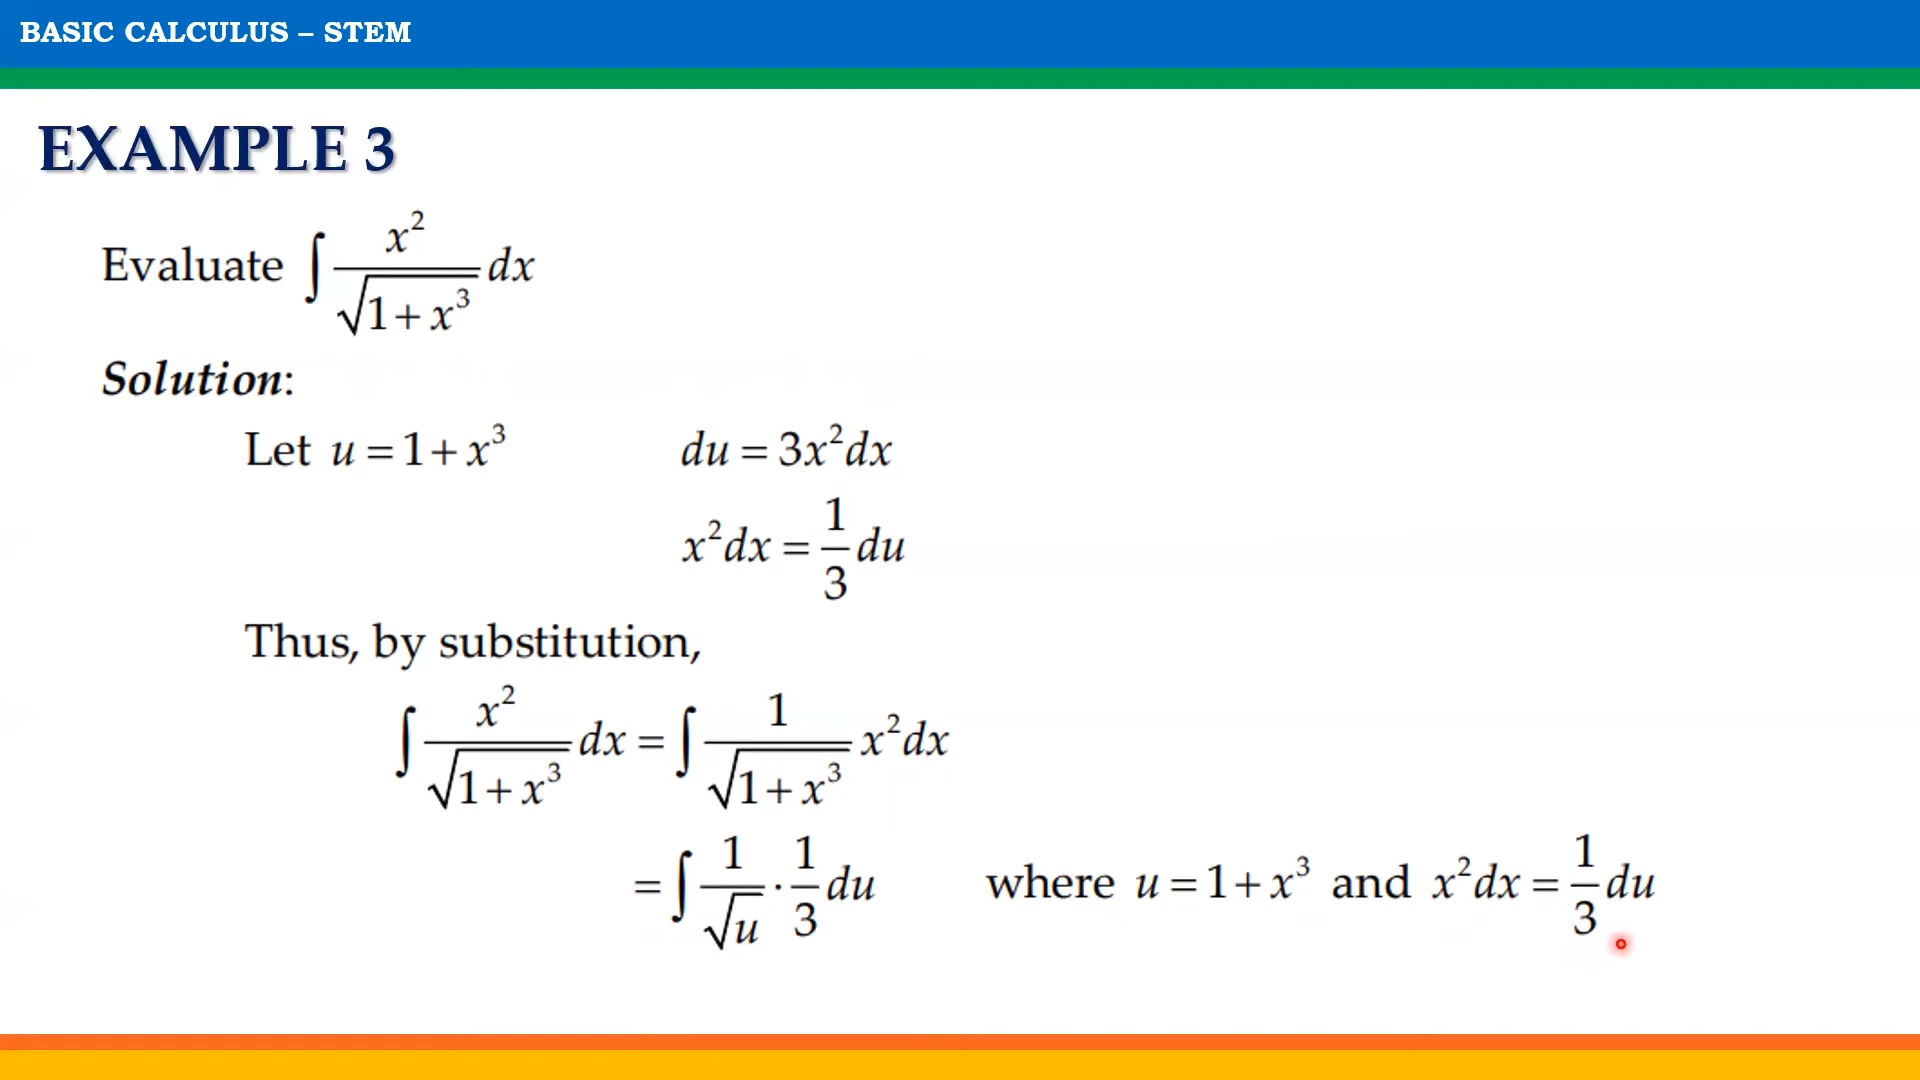 BASIC CALCULUS – STEM
EXAMPLE 3
Evaluate ∫ x²/√(1+x³) dx
Solution:
Let u = 1+x³ du = 3x²dx
x²dx = 1/3 du
Thus, by substitution,
∫ x²/√(1+x³) dx = ∫ 1/√(1+x³) x²dx
= ∫ 1/√u · 1/3 du where u = 1+x³ and x²dx = 1/3 du